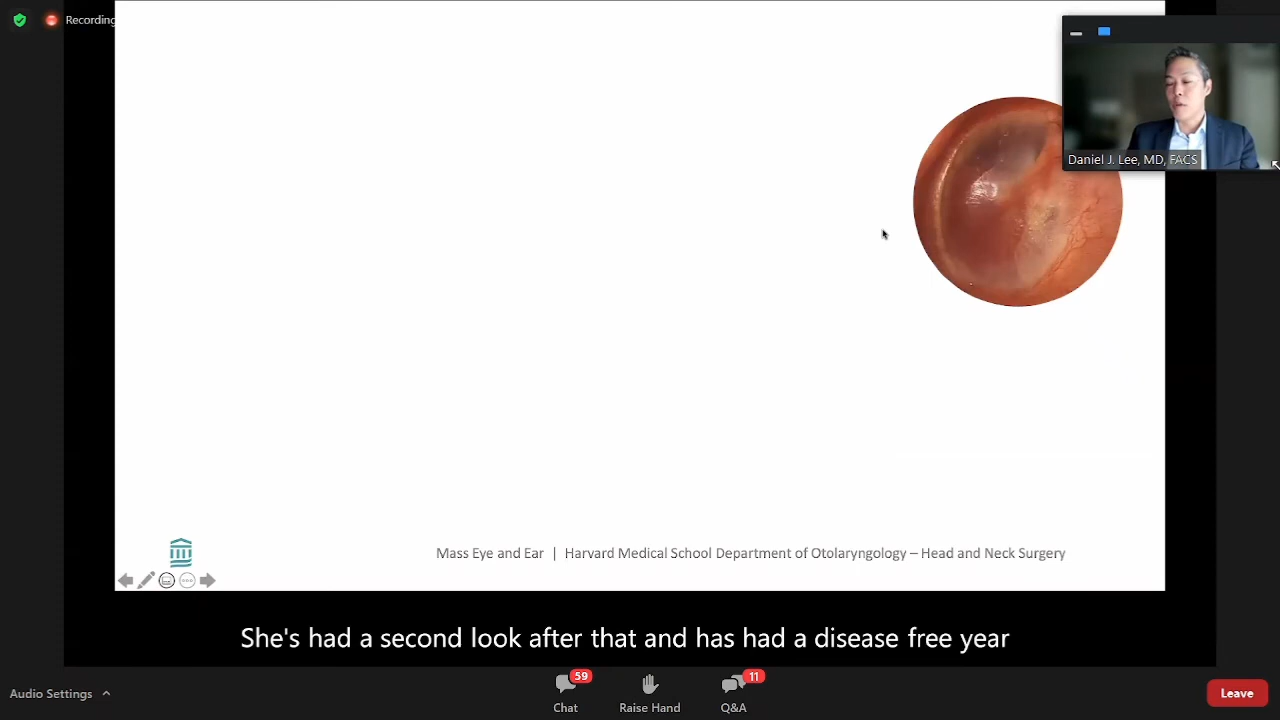 Recording
Daniel J. Lee, MD, FACS
Mass Eye and Ear | Harvard Medical School Department of Otolaryngology – Head and Neck Surgery
She's had a second look after that and has had a disease free year
Audio Settings
59
Chat
Raise Hand
11
Q&A
Leave